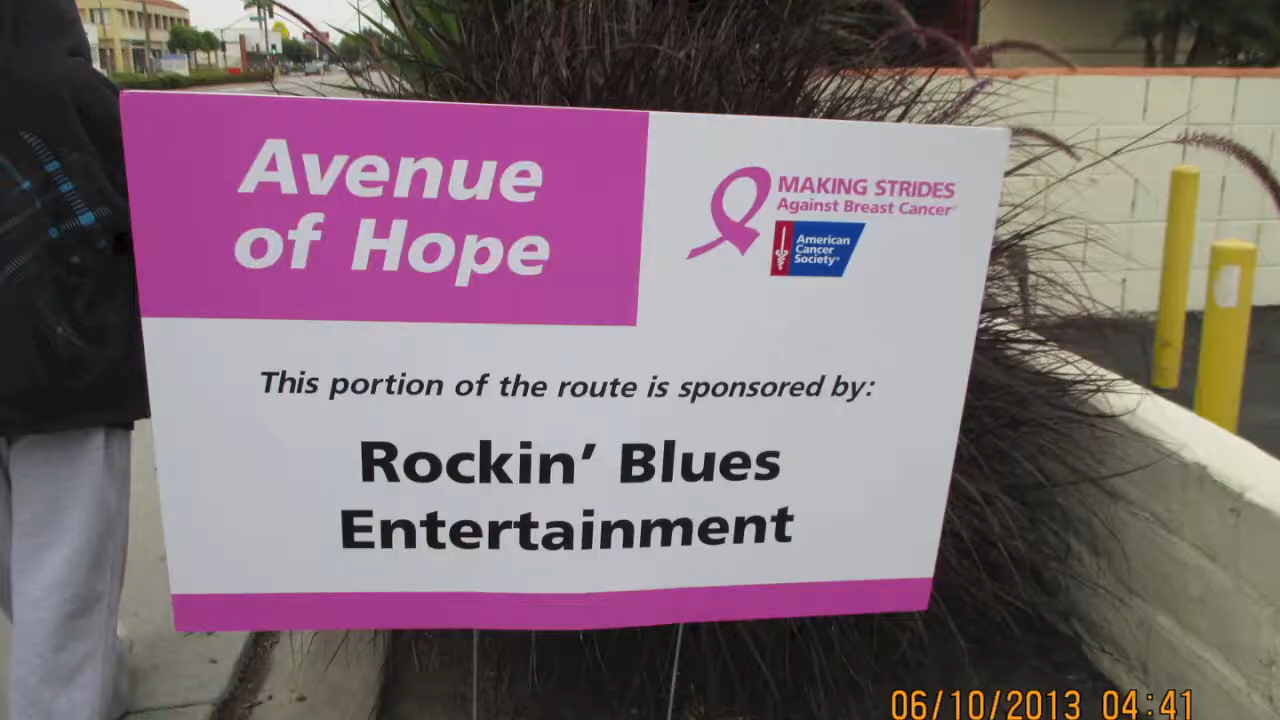 Avenue
of Hope
MAKING STRIDES
Against Breast Cancer
American
Cancer
Society®
This portion of the route is sponsored by:
Rockin' Blues
Entertainment
06/10/2013 04:41